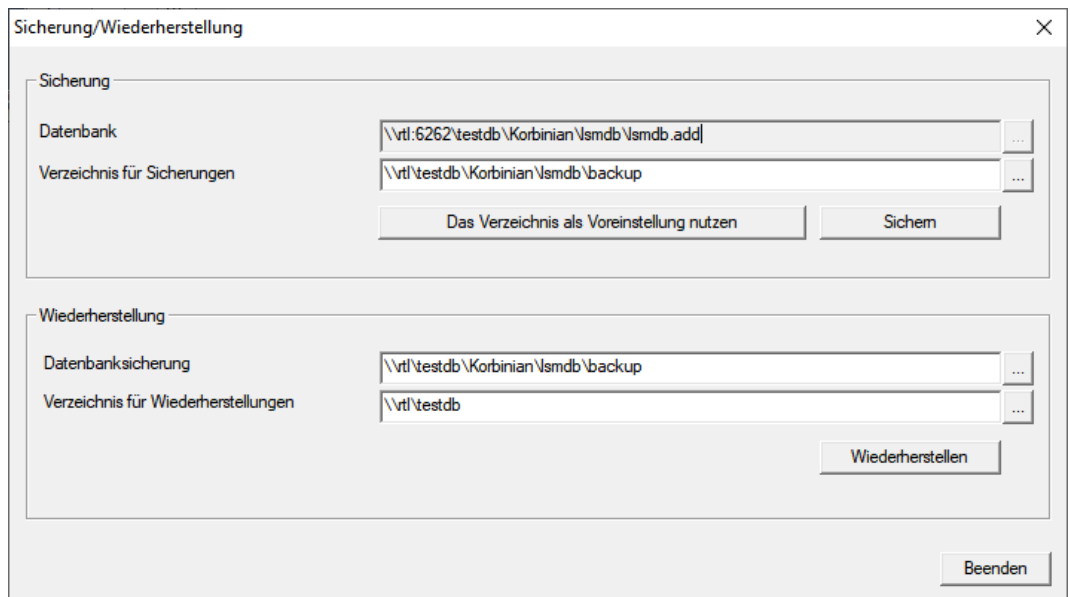 Sicherung/Wiederherstellung
Sicherung
Datenbank
\\rtl:6262\testdb\Korbinian\lsmdb\lsmdb.add
...
Verzeichnis für Sicherungen
\\rtl\testdb\Korbinian\lsmdb\backup
...
Das Verzeichnis als Voreinstellung nutzen
Sichern
Wiederherstellung
Datenbanksicherung
\\rtl\testdb\Korbinian\lsmdb\backup
...
Verzeichnis für Wiederherstellungen
\\rtl\testdb
...
Wiederherstellen
Beenden